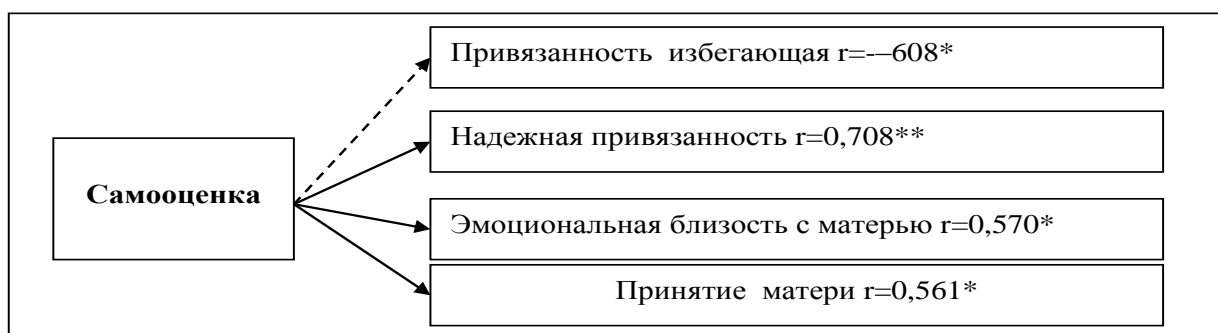 Привязанность избегающая r=-–608*
Надежная привязанность r=0,708**
Самооценка
Эмоциональная близость с матерью r=0,570*
Принятие матери r=0,561*